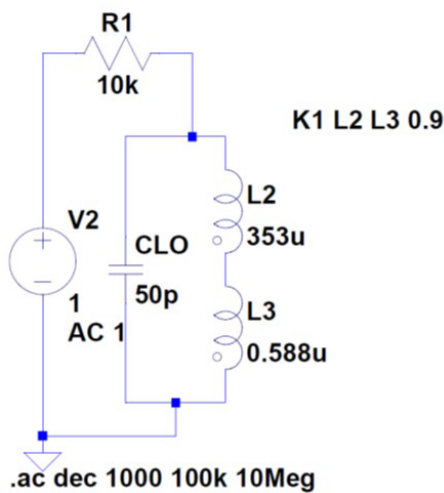 R1
10k
K1 L2 L3 0.9
L2
353u
V2
+
−
1
AC 1
CLO
50p
L3
0.588u
.ac dec 1000 100k 10Meg